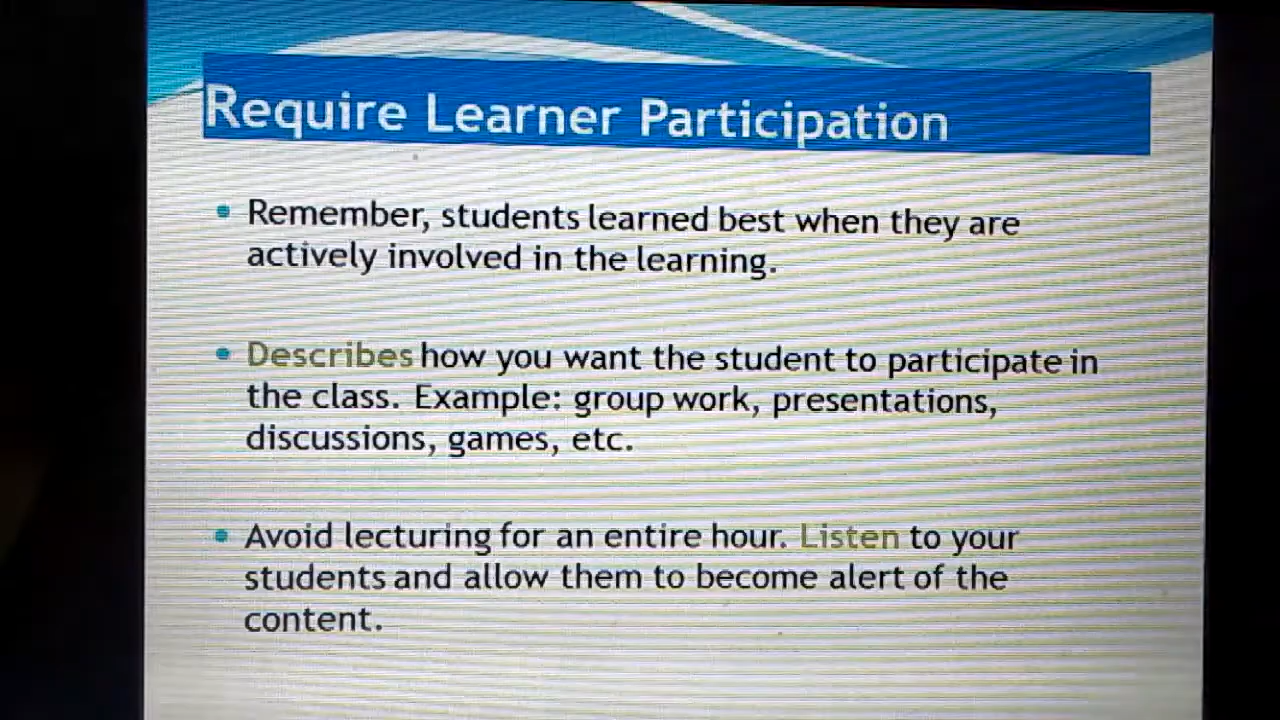 Require Learner Participation
Remember, students learned best when they are
actively involved in the learning.
Describes how you want the student to participate in
the class. Example: group work, presentations,
discussions, games, etc.
Avoid lecturing for an entire hour. Listen to your
students and allow them to become alert of the
content.